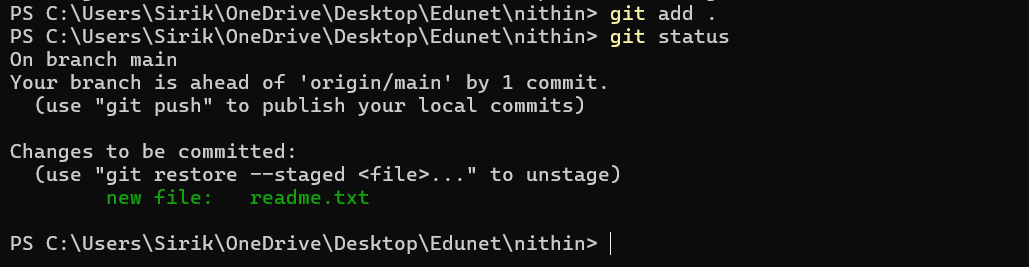 PS C:\Users\Sirik\OneDrive\Desktop\Edunet\nithin> git add .
PS C:\Users\Sirik\OneDrive\Desktop\Edunet\nithin> git status
On branch main
Your branch is ahead of 'origin/main' by 1 commit.
  (use "git push" to publish your local commits)

Changes to be committed:
  (use "git restore --staged <file>..." to unstage)
        new file:   readme.txt

PS C:\Users\Sirik\OneDrive\Desktop\Edunet\nithin>